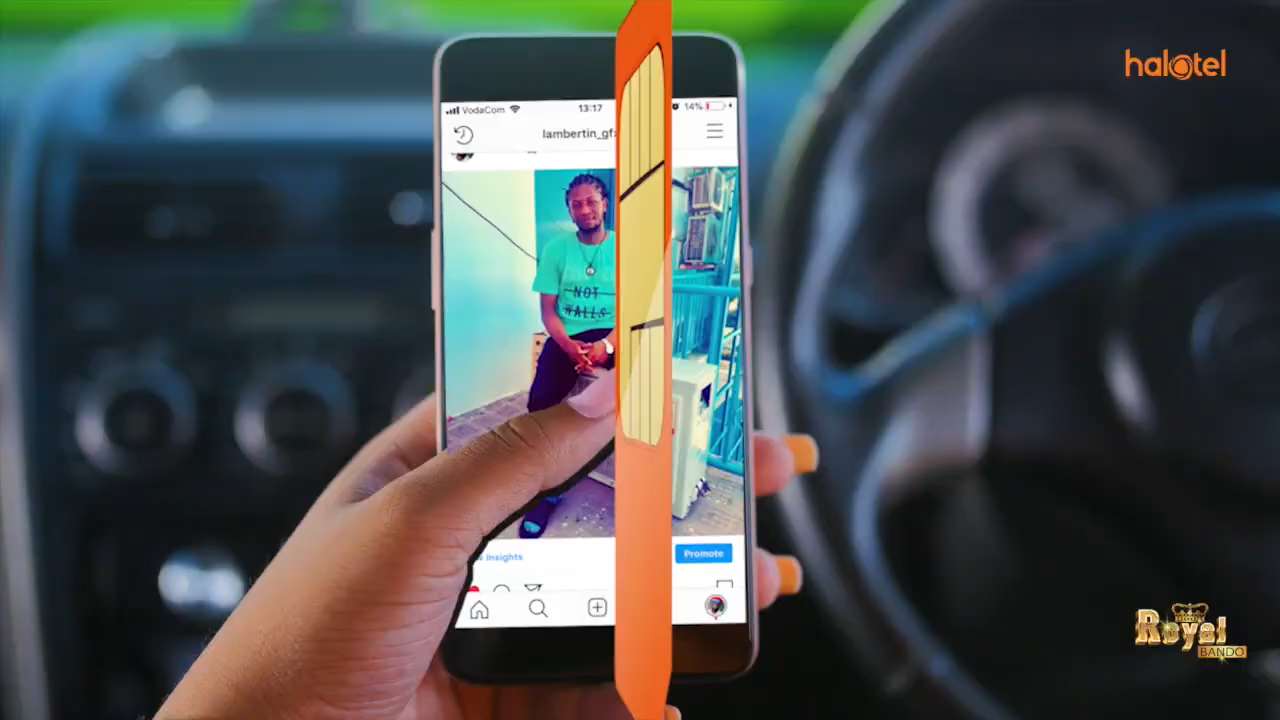 halotel
VodaCom
13:17
14%
lambertin_gf
NOT
WALLS
Insights
Promote
Royal
BANDO